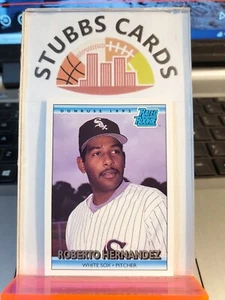 STUBBS CARDS
DONRUSS 1992
RATED ROOKIE
Sox
ROBERTO HERNANDEZ
WHITE SOX • PITCHER